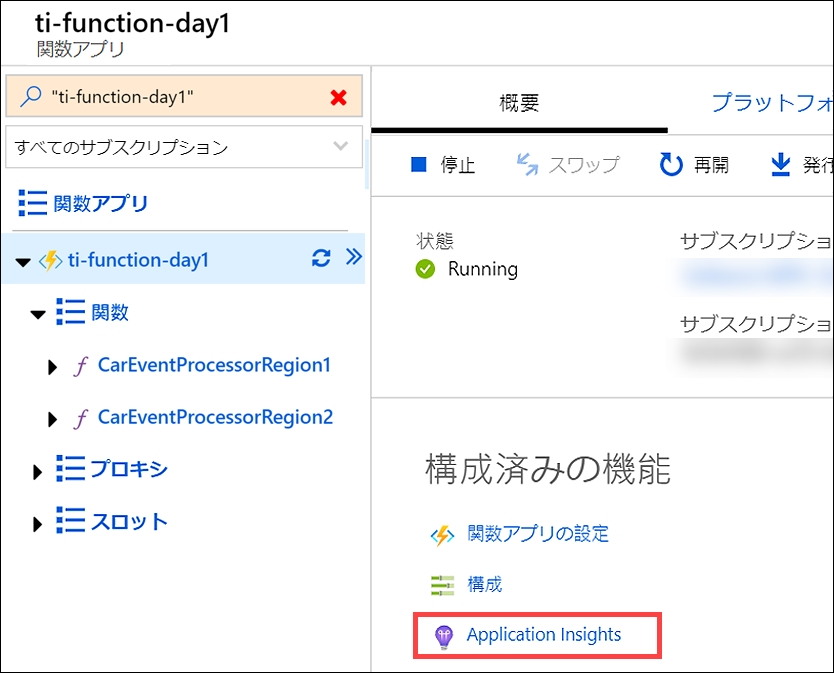 ti-function-day1
関数アプリ
"ti-function-day1"
すべてのサブスクリプション
関数アプリ
ti-function-day1
関数
CarEventProcessorRegion1
CarEventProcessorRegion2
プロキシ
スロット
概要
プラットフォ
停止
スワップ
再開
発行
状態
Running
サブスクリプショ
サブスクリプショ
構成済みの機能
関数アプリの設定
構成
Application Insights